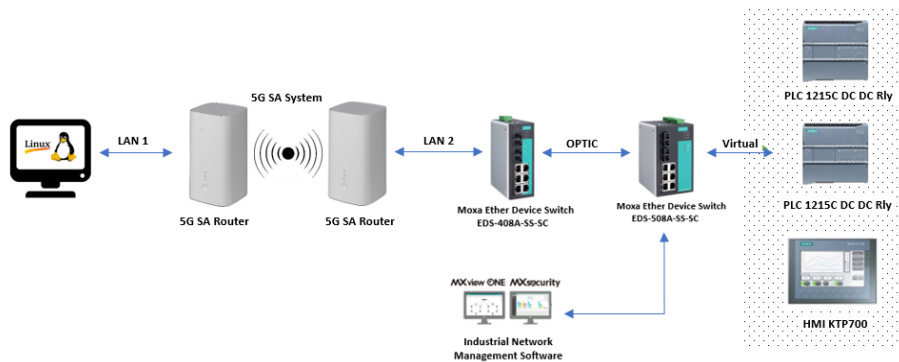 5G SA System
Linux
LAN 1
LAN 2
OPTIC
Virtual
PLC 1215C DC DC Rly
PLC 1215C DC DC Rly
HMI KTP700
5G SA Router
5G SA Router
Moxa Ether Device Switch
EDS-408A-SS-SC
Moxa Ether Device Switch
EDS-508A-SS-SC
MXview ONE MXsecurity
Industrial Network
Management Software